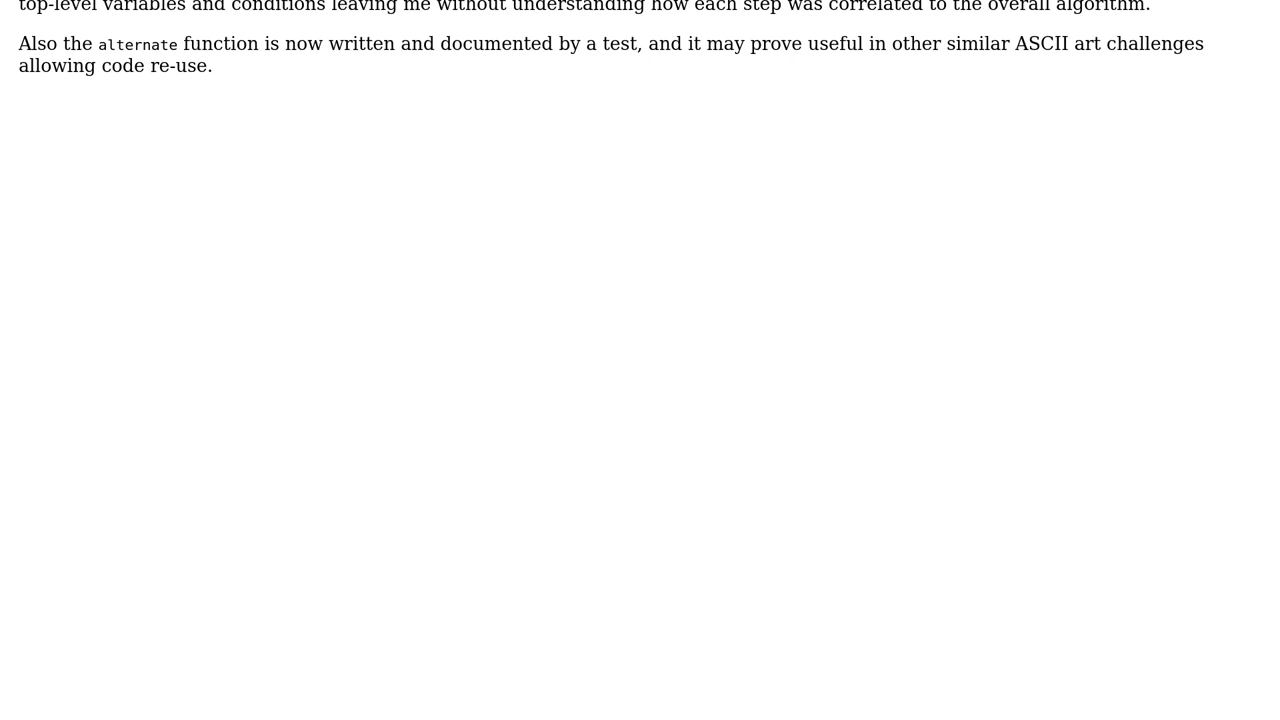 top-level variables and conditions leaving me without understanding how each step was correlated to the overall algorithm.
Also the alternate function is now written and documented by a test, and it may prove useful in other similar ASCII art challenges
allowing code re-use.